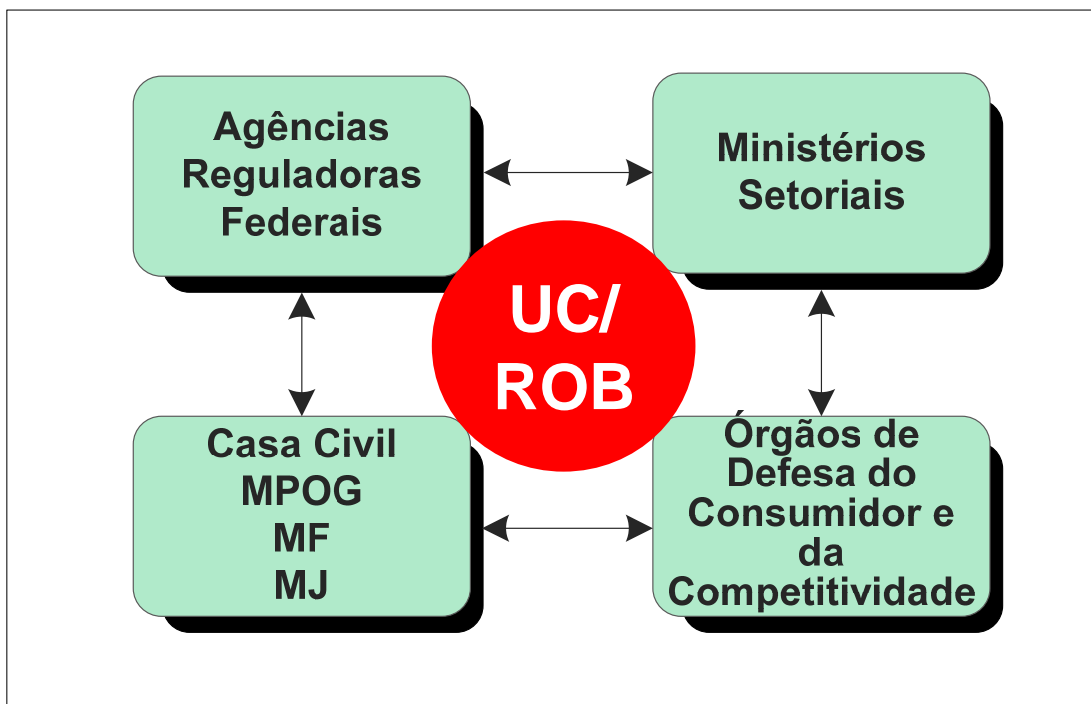 Agências
Reguladoras
Federais
Ministérios
Setoriais
UC/
ROB
Casa Civil
MPOG
MF
MJ
Órgãos de
Defesa do
Consumidor e
da
Competitividade